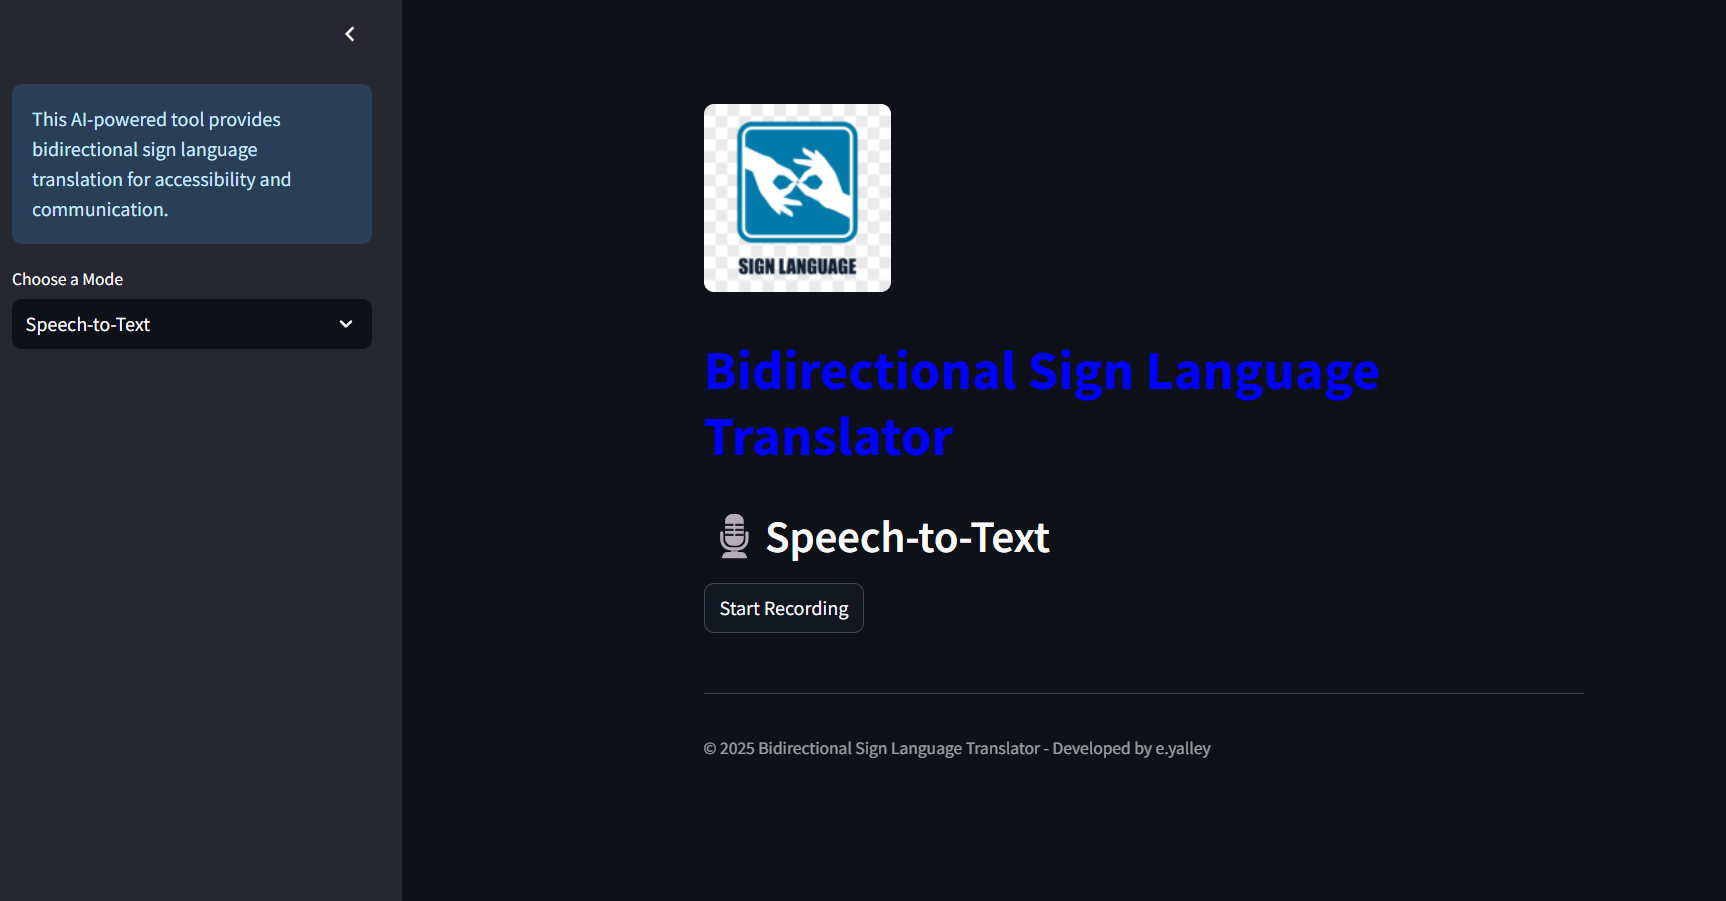 This AI-powered tool provides
bidirectional sign language
translation for accessibility and
communication.
Choose a Mode
Speech-to-Text
SIGN LANGUAGE
Bidirectional Sign Language
Translator
Speech-to-Text
Start Recording
© 2025 Bidirectional Sign Language Translator - Developed by e.yalley